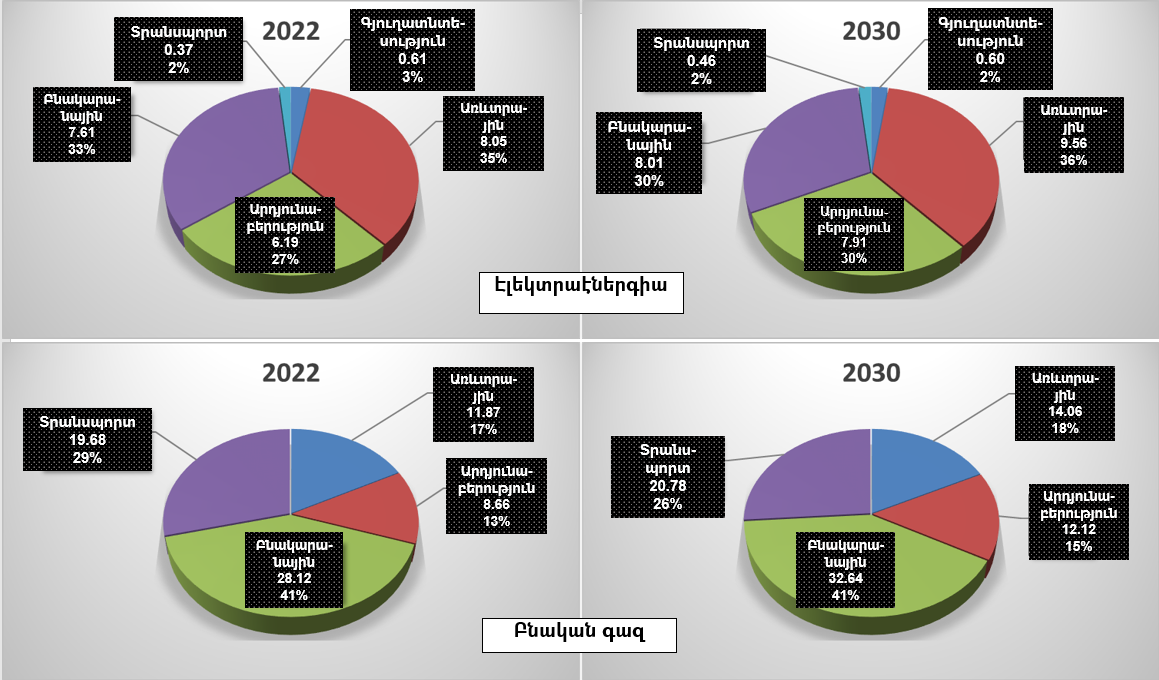 2022
Տրանսպորտ
0.37
2%
Գյուղատնտե-
սություն
0.61
3%
Բնակարա-
նային
7.61
33%
Առևտրա-
յին
8.05
35%
Արդյունա-
բերություն
6.19
27%
2030
Տրանսպորտ
0.46
2%
Գյուղատնտե-
սություն
0.60
2%
Բնակարա-
նային
8.01
30%
Առևտրա-
յին
9.56
36%
Արդյունա-
բերություն
7.91
30%
Էլեկտրաէներգիա
2022
Տրանսպորտ
19.68
29%
Առևտրա-
յին
11.87
17%
Արդյունա-
բերություն
8.66
13%
Բնակարա-
նային
28.12
41%
2030
Տրանս-
պորտ
20.78
26%
Առևտրա-
յին
14.06
18%
Արդյունա-
բերություն
12.12
15%
Բնակարա-
նային
32.64
41%
Բնական գազ